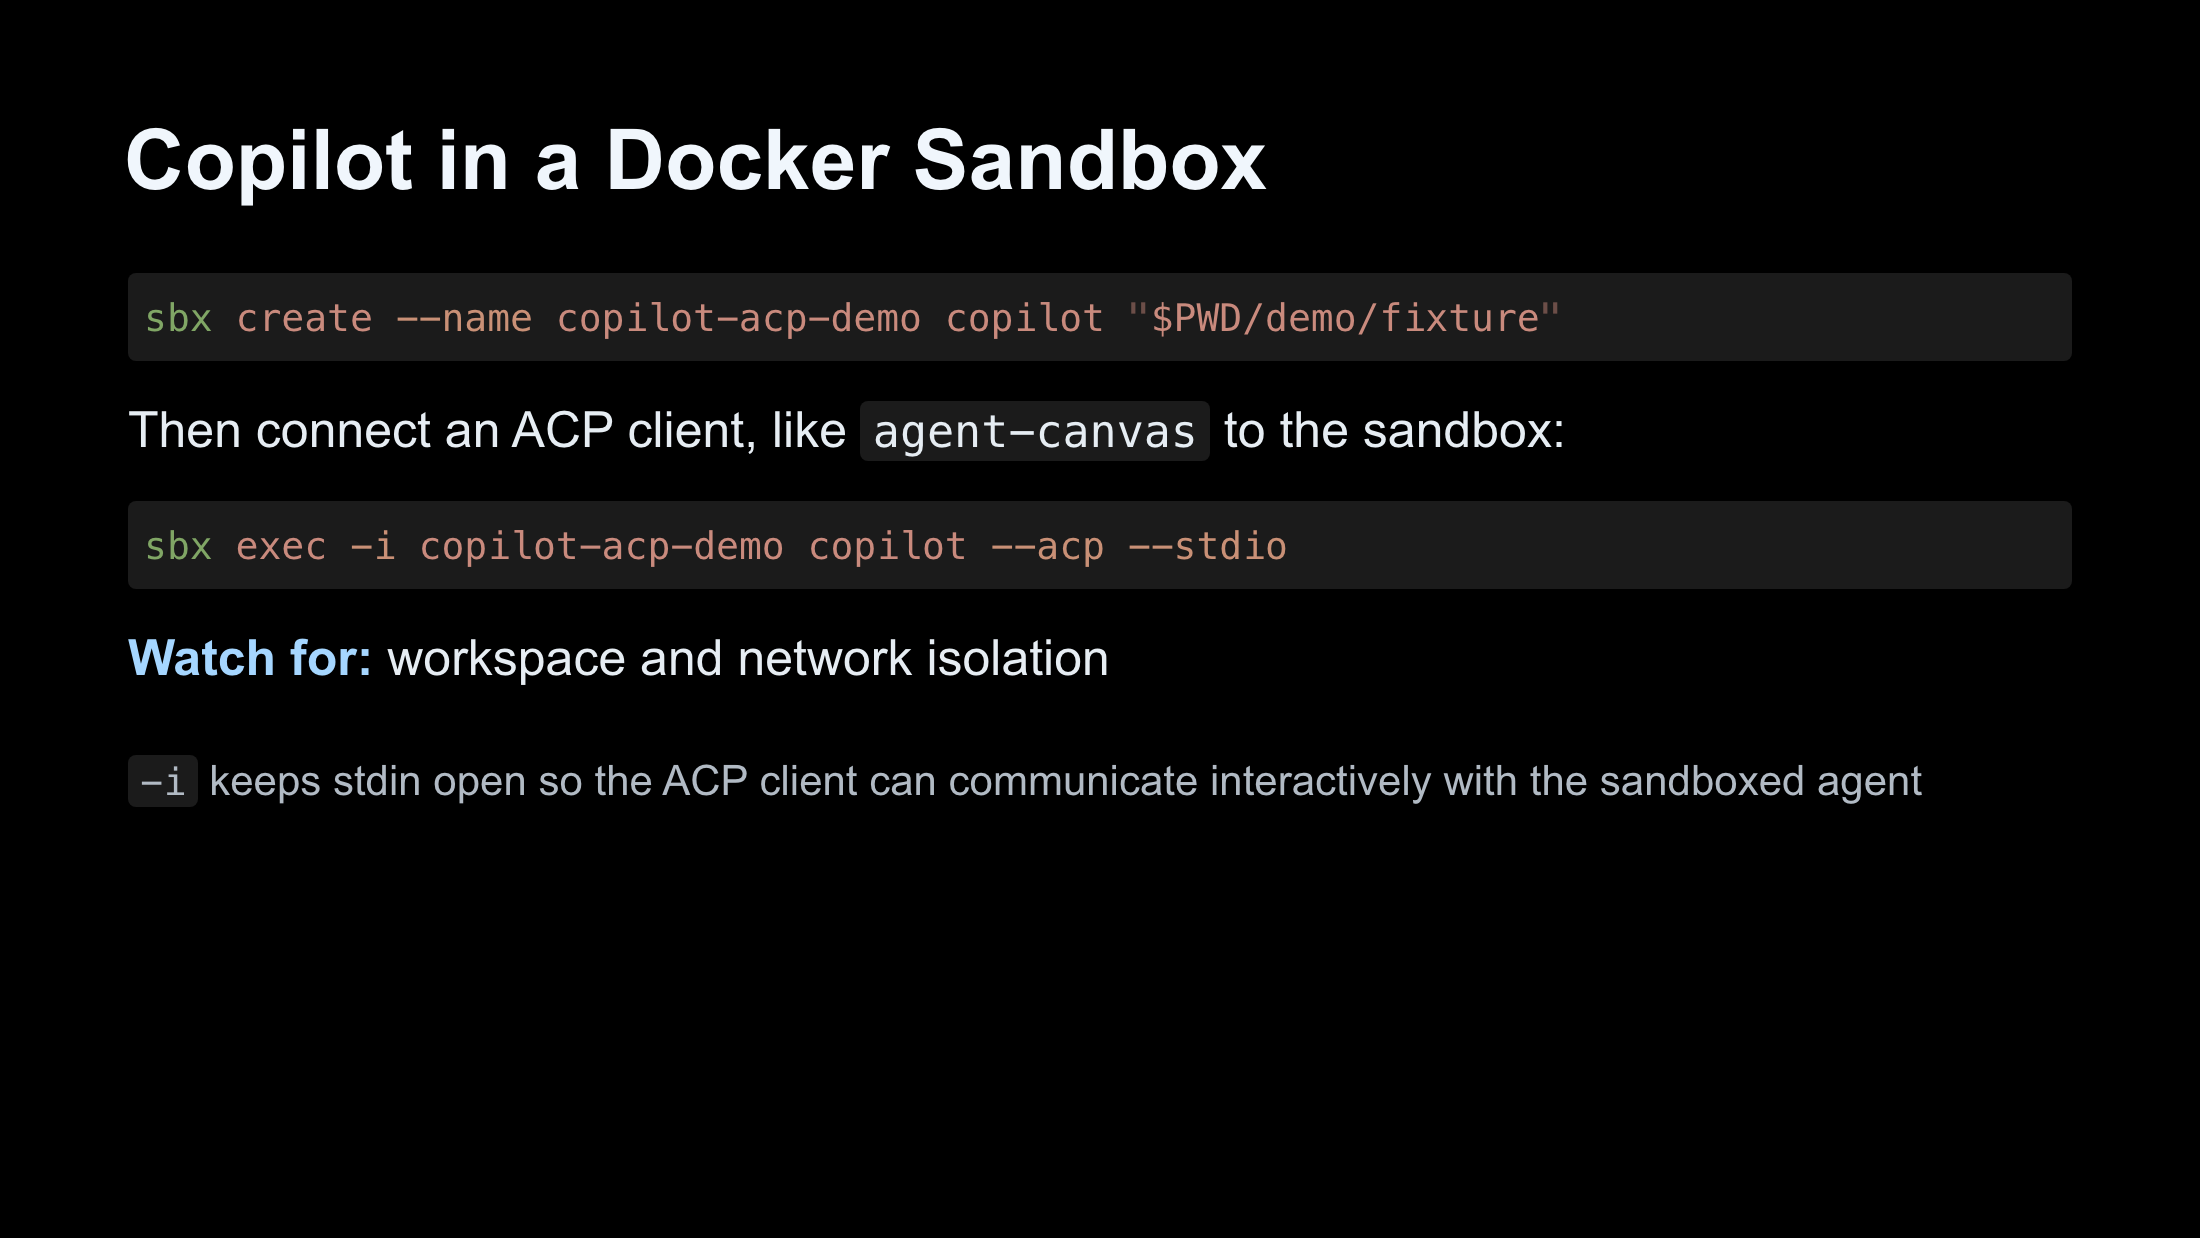 Copilot in a Docker Sandbox
sbx create --name copilot-acp-demo copilot "$PWD/demo/fixture"
Then connect an ACP client, like agent-canvas to the sandbox:
sbx exec -i copilot-acp-demo copilot --acp --stdio
Watch for: workspace and network isolation
-i keeps stdin open so the ACP client can communicate interactively with the sandboxed agent